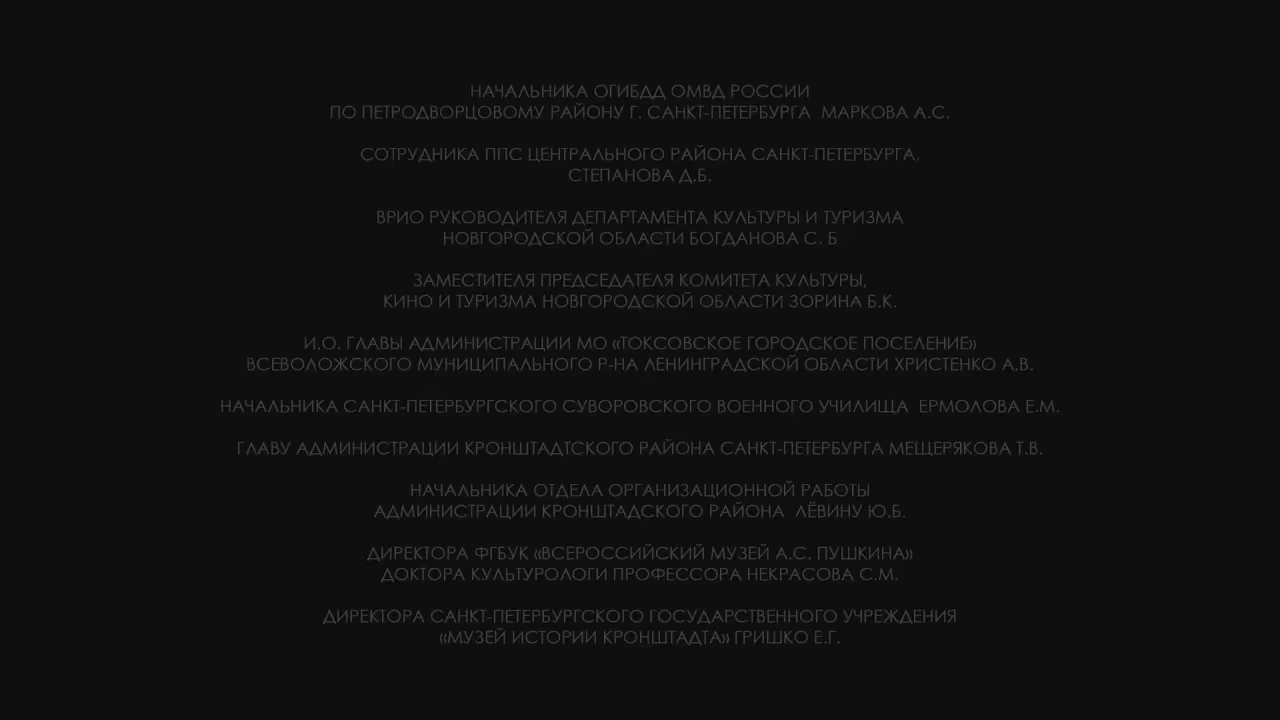 НАЧАЛЬНИКА ОГИБДД ОМВД РОССИИ
ПО ПЕТРОДВОРЦОВОМУ РАЙОНУ Г. САНКТ-ПЕТЕРБУРГА  МАРКОВА А.С.
СОТРУДНИКА ППС ЦЕНТРАЛЬНОГО РАЙОНА САНКТ-ПЕТЕРБУРГА,
СТЕПАНОВА Д.Б.
ВРИО РУКОВОДИТЕЛЯ ДЕПАРТАМЕНТА КУЛЬТУРЫ И ТУРИЗМА
НОВГОРОДСКОЙ ОБЛАСТИ БОГДАНОВА С. Б
ЗАМЕСТИТЕЛЯ ПРЕДСЕДАТЕЛЯ КОМИТЕТА КУЛЬТУРЫ,
КИНО И ТУРИЗМА НОВГОРОДСКОЙ ОБЛАСТИ ЗОРИНА Б.К.
И.О. ГЛАВЫ АДМИНИСТРАЦИИ МО «ТОКСОВСКОЕ ГОРОДСКОЕ ПОСЕЛЕНИЕ»
ВСЕВОЛОЖСКОГО МУНИЦИПАЛЬНОГО Р-НА ЛЕНИНГРАДСКОЙ ОБЛАСТИ ХРИСТЕНКО А.В.
НАЧАЛЬНИКА САНКТ-ПЕТЕРБУРГСКОГО СУВОРОВСКОГО ВОЕННОГО УЧИЛИЩА  ЕРМОЛОВА Е.М.
ГЛАВУ АДМИНИСТРАЦИИ КРОНШТАДТСКОГО РАЙОНА САНКТ-ПЕТЕРБУРГА МЕЩЕРЯКОВА Т.В.
НАЧАЛЬНИКА ОТДЕЛА ОРГАНИЗАЦИОННОЙ РАБОТЫ
АДМИНИСТРАЦИИ КРОНШТАДСКОГО РАЙОНА  ЛЁВИНУ Ю.Б.
ДИРЕКТОРА ФГБУК «ВСЕРОССИЙСКИЙ МУЗЕЙ А.С. ПУШКИНА»
ДОКТОРА КУЛЬТУРОЛОГИ ПРОФЕССОРА НЕКРАСОВА С.М.
ДИРЕКТОРА САНКТ-ПЕТЕРБУРГСКОГО ГОСУДАРСТВЕННОГО УЧРЕЖДЕНИЯ
«МУЗЕЙ ИСТОРИИ КРОНШТАДТА» ГРИШКО Е.Г.